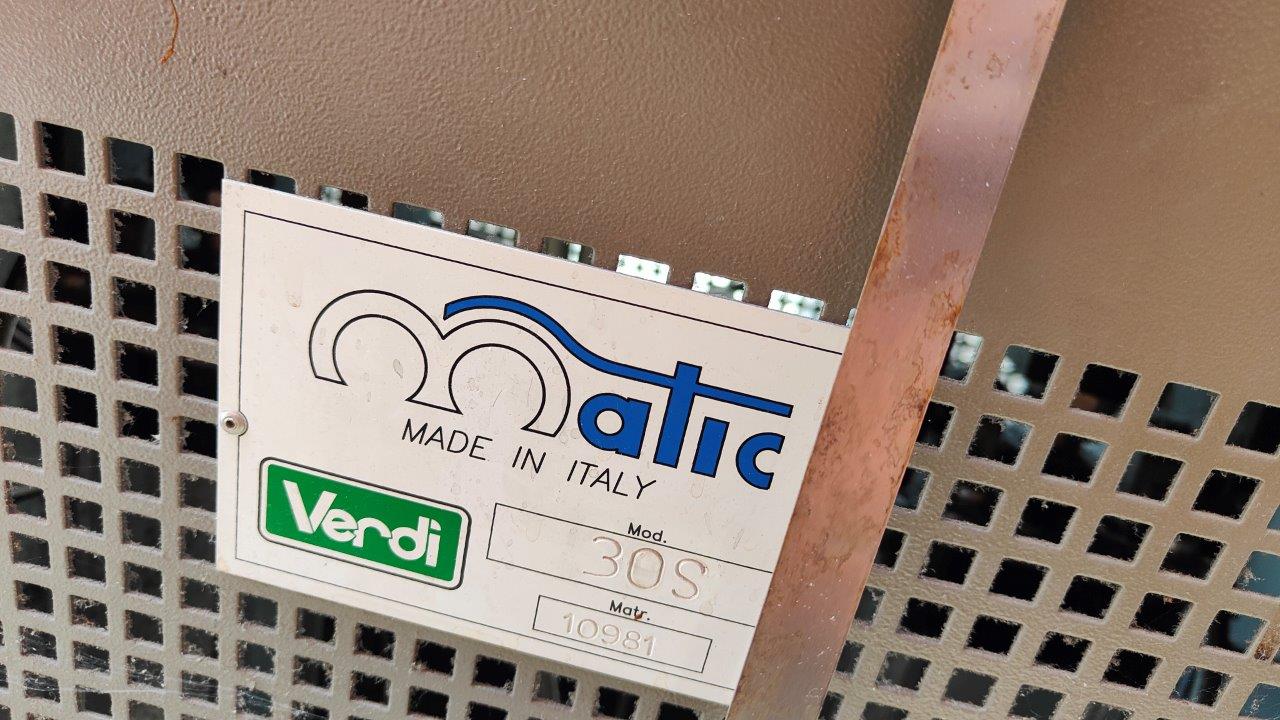 matic
MADE IN ITALY
Verdi
Mod.
30S
Matr.
10981